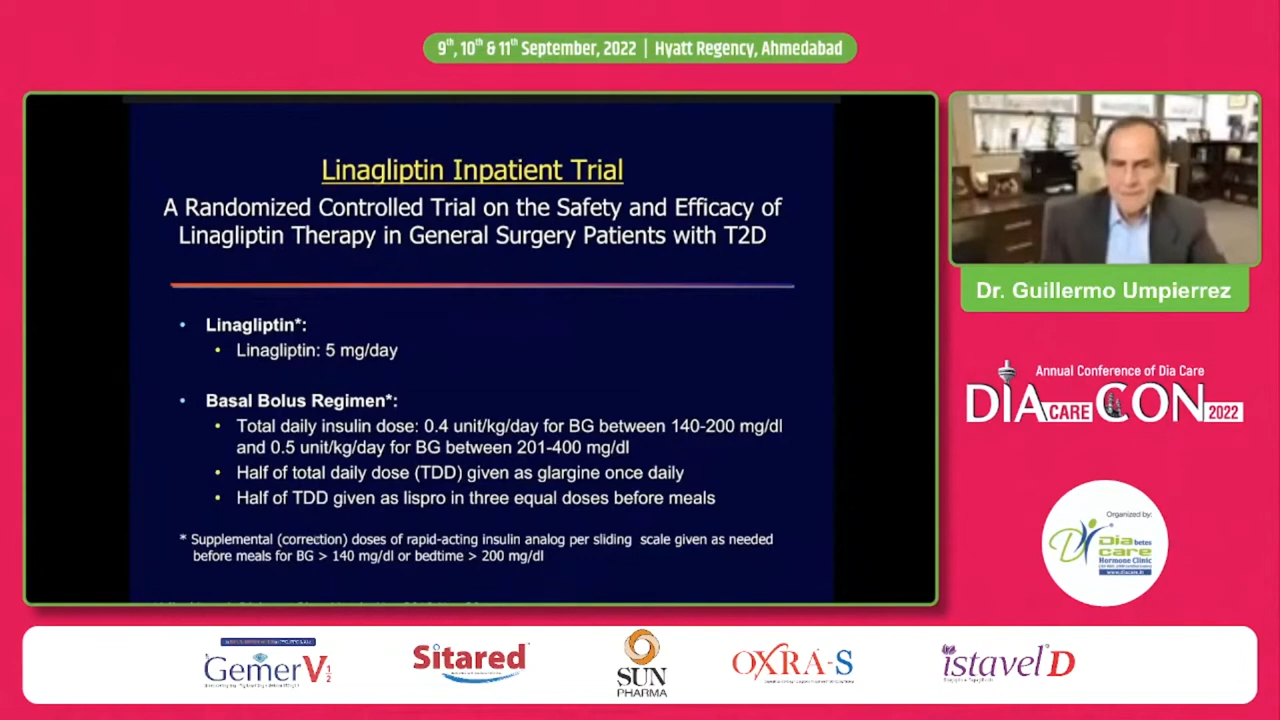 9th, 10th & 11th September, 2022 | Hyatt Regency, Ahmedabad
Linagliptin Inpatient Trial
A Randomized Controlled Trial on the Safety and Efficacy of
Linagliptin Therapy in General Surgery Patients with T2D
• Linagliptin*:
• Linagliptin: 5 mg/day
• Basal Bolus Regimen*:
• Total daily insulin dose: 0.4 unit/kg/day for BG between 140-200 mg/dl
and 0.5 unit/kg/day for BG between 201-400 mg/dl
• Half of total daily dose (TDD) given as glargine once daily
• Half of TDD given as lispro in three equal doses before meals
* Supplemental (correction) doses of rapid-acting insulin analog per sliding scale given as needed
before meals for BG > 140 mg/dl or bedtime > 200 mg/dl
Dr. Guillermo Umpierrez
Annual Conference of Dia Care
DIA CARE CON 2022
Organized by:
Diabetes
care
Hormone Clinic
www.diacare.in
Gemer V 1 2
Sitared
SUN
PHARMA
OXRA-S
istavel D